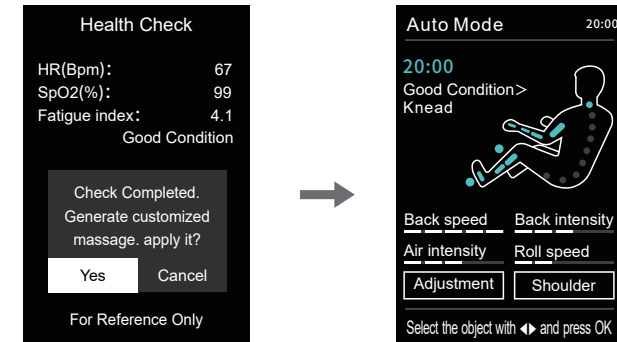 Health Check
HR(Bpm): 67
SpO2(%): 99
Fatigue index: 4.1
Good Condition
Check Completed.
Generate customized
massage. apply it?
Yes Cancel
For Reference Only
Auto Mode 20:00
20:00
Good Condition>
Knead
Back speed Back intensity
Air intensity Roll speed
Adjustment Shoulder
Select the object with ◀▶ and press OK